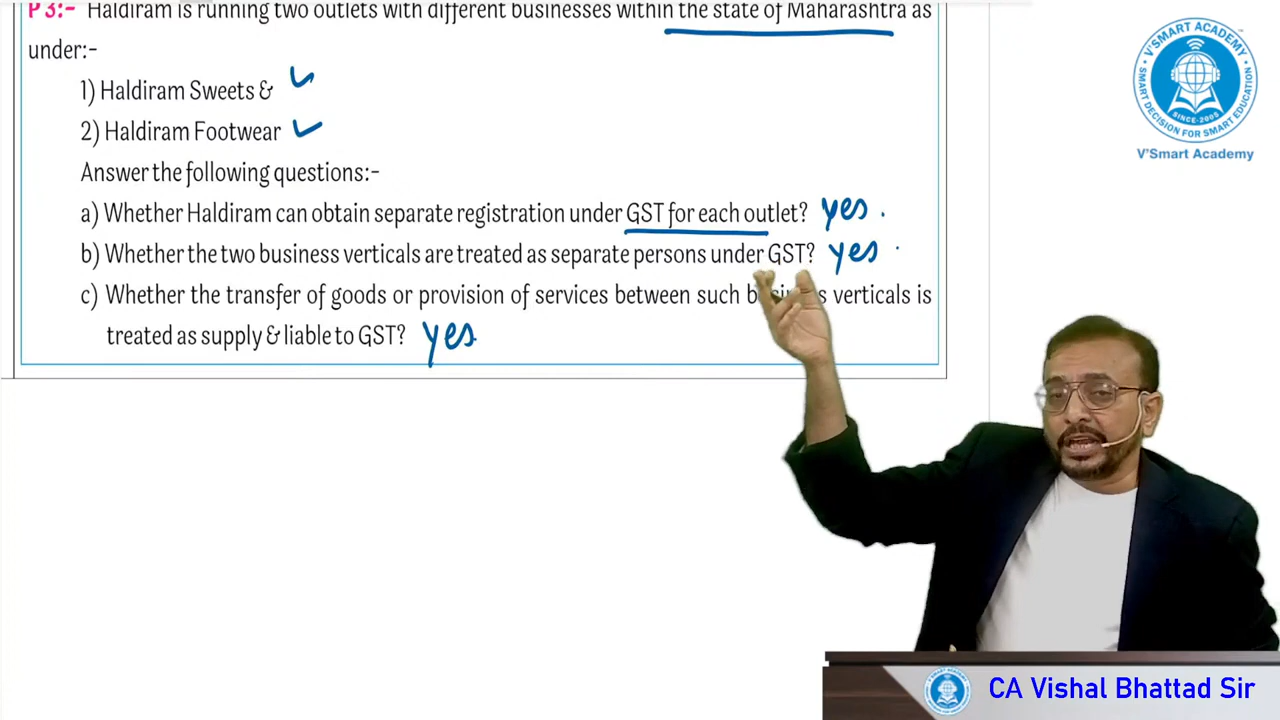 P 3:- Haldiram is running two outlets with different businesses within the state of Maharashtra as
under:-
1) Haldiram Sweets &
2) Haldiram Footwear
Answer the following questions:-
a) Whether Haldiram can obtain separate registration under GST for each outlet? yes.
b) Whether the two business verticals are treated as separate persons under GST? yes
c) Whether the transfer of goods or provision of services between such verticals is
treated as supply & liable to GST? yes
V'SMART ACADEMY
SMART DECISION FOR SMART EDUCATION
SINCE-2005
V'Smart Academy
CA Vishal Bhattad Sir